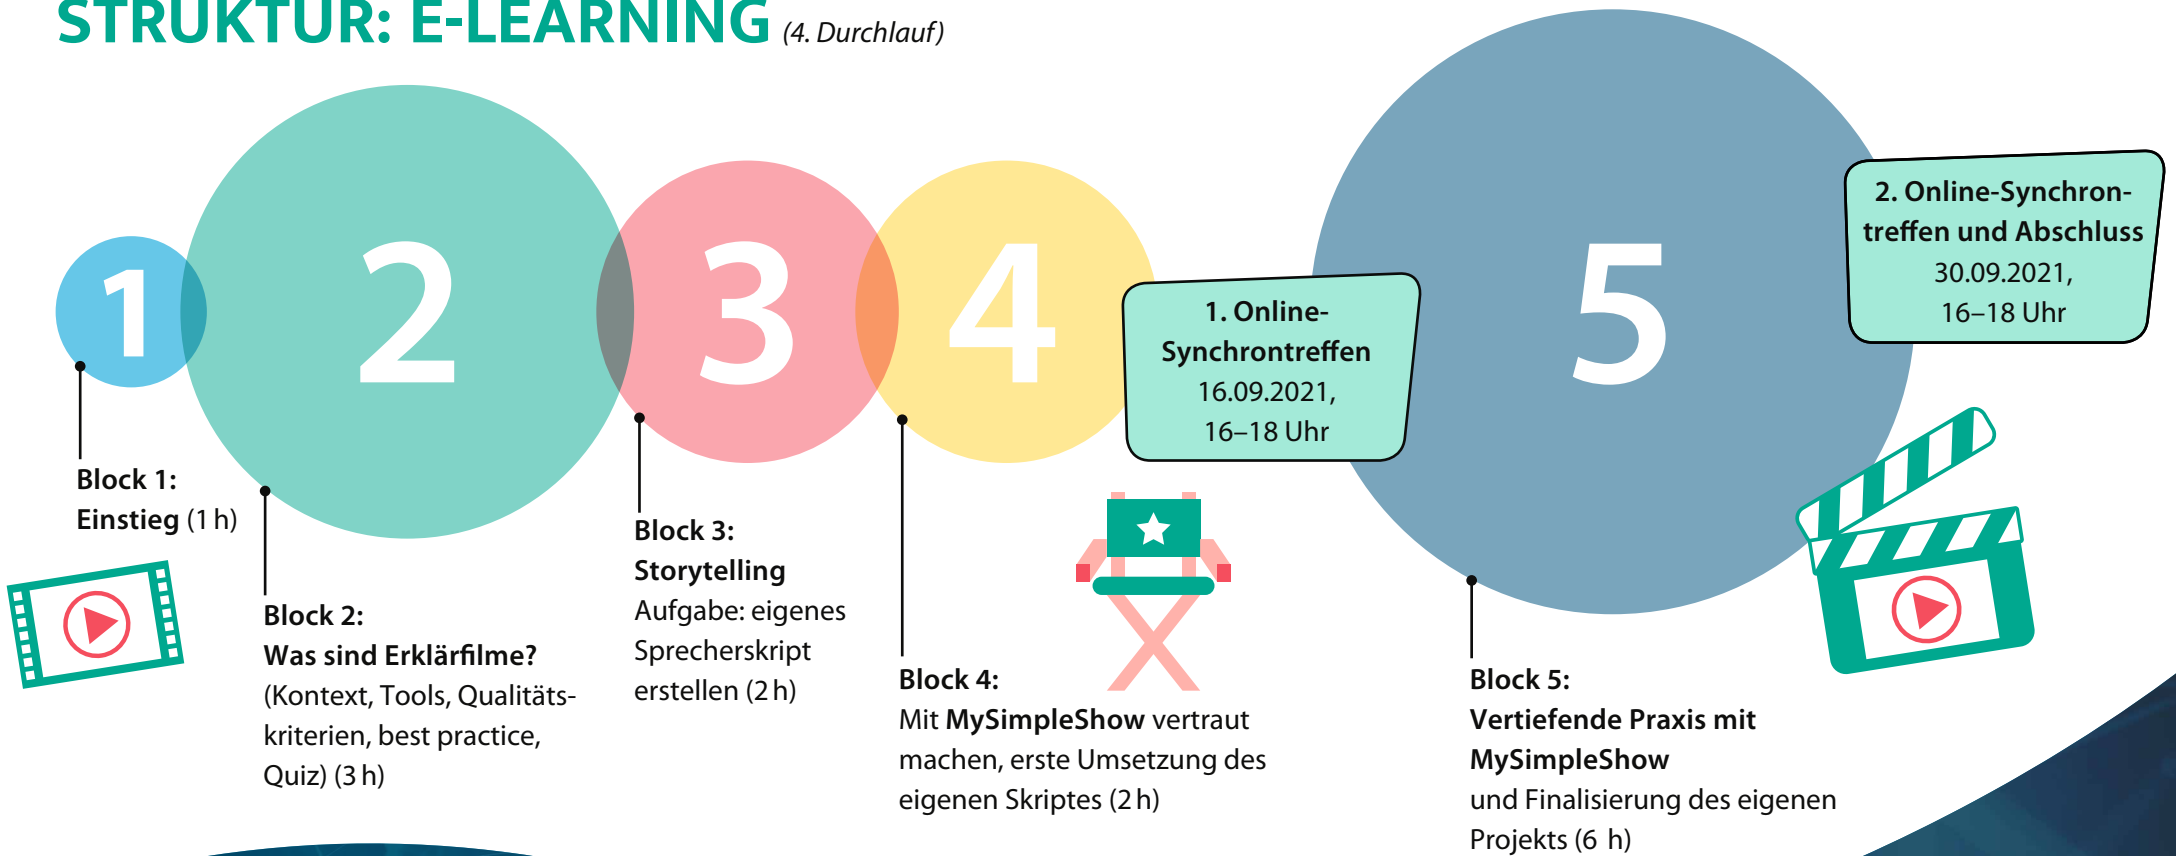 STRUKTUR: E-LEARNING (4. Durchlauf)
1
2
3
4
5
Block 1:
Einstieg (1 h)
Block 2:
Was sind Erklärfilme?
(Kontext, Tools, Qualitäts-
kriterien, best practice,
Quiz) (3 h)
Block 3:
Storytelling
Aufgabe: eigenes
Sprecherskript
erstellen (2 h)
Block 4:
Mit MySimpleShow vertraut
machen, erste Umsetzung des
eigenen Skriptes (2 h)
1. Online-
Synchrontreffen
16.09.2021,
16–18 Uhr
Block 5:
Vertiefende Praxis mit
MySimpleShow
und Finalisierung des eigenen
Projekts (6 h)
2. Online-Synchron-
treffen und Abschluss
30.09.2021,
16–18 Uhr